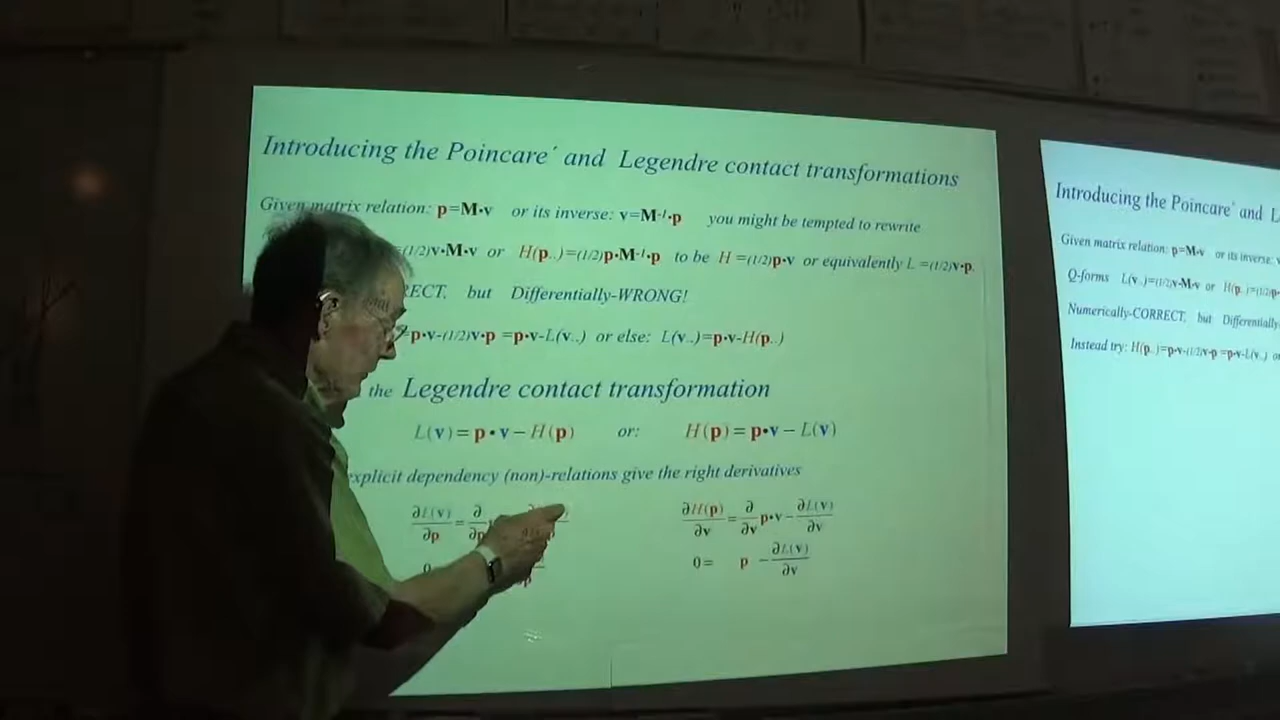 Introducing the Poincare´ and Legendre contact transformations
Given matrix relation: p=M•v or its inverse: v=M⁻¹•p you might be tempted to rewrite
=(1/2)v•M•v or H(p..)=(1/2)p•M⁻¹•p to be H =(1/2)p•v or equivalently L =(1/2)v•p.
RECT, but Differentially-WRONG!
p•v-(1/2)v•p =p•v-L(v..) or else: L(v..)=p•v-H(p..)
the Legendre contact transformation
L(v)=p•v−H(p) or: H(p)=p•v−L(v)
explicit dependency (non)-relations give the right derivatives
∂L(v)/∂p = ∂/∂p ∂H(p)/∂v = ∂/∂v p•v − ∂L(v)/∂v
0 0= p − ∂L(v)/∂v
Introducing the Poincare´ and L
Given matrix relation: p=M•v or its inverse:
Q-forms L(v..)=(1/2)v•M•v or H(p..)=(1/2)p•
Numerically-CORRECT, but Differentially
Instead try: H(p..)=p•v-(1/2)v•p =p•v-L(v..) o